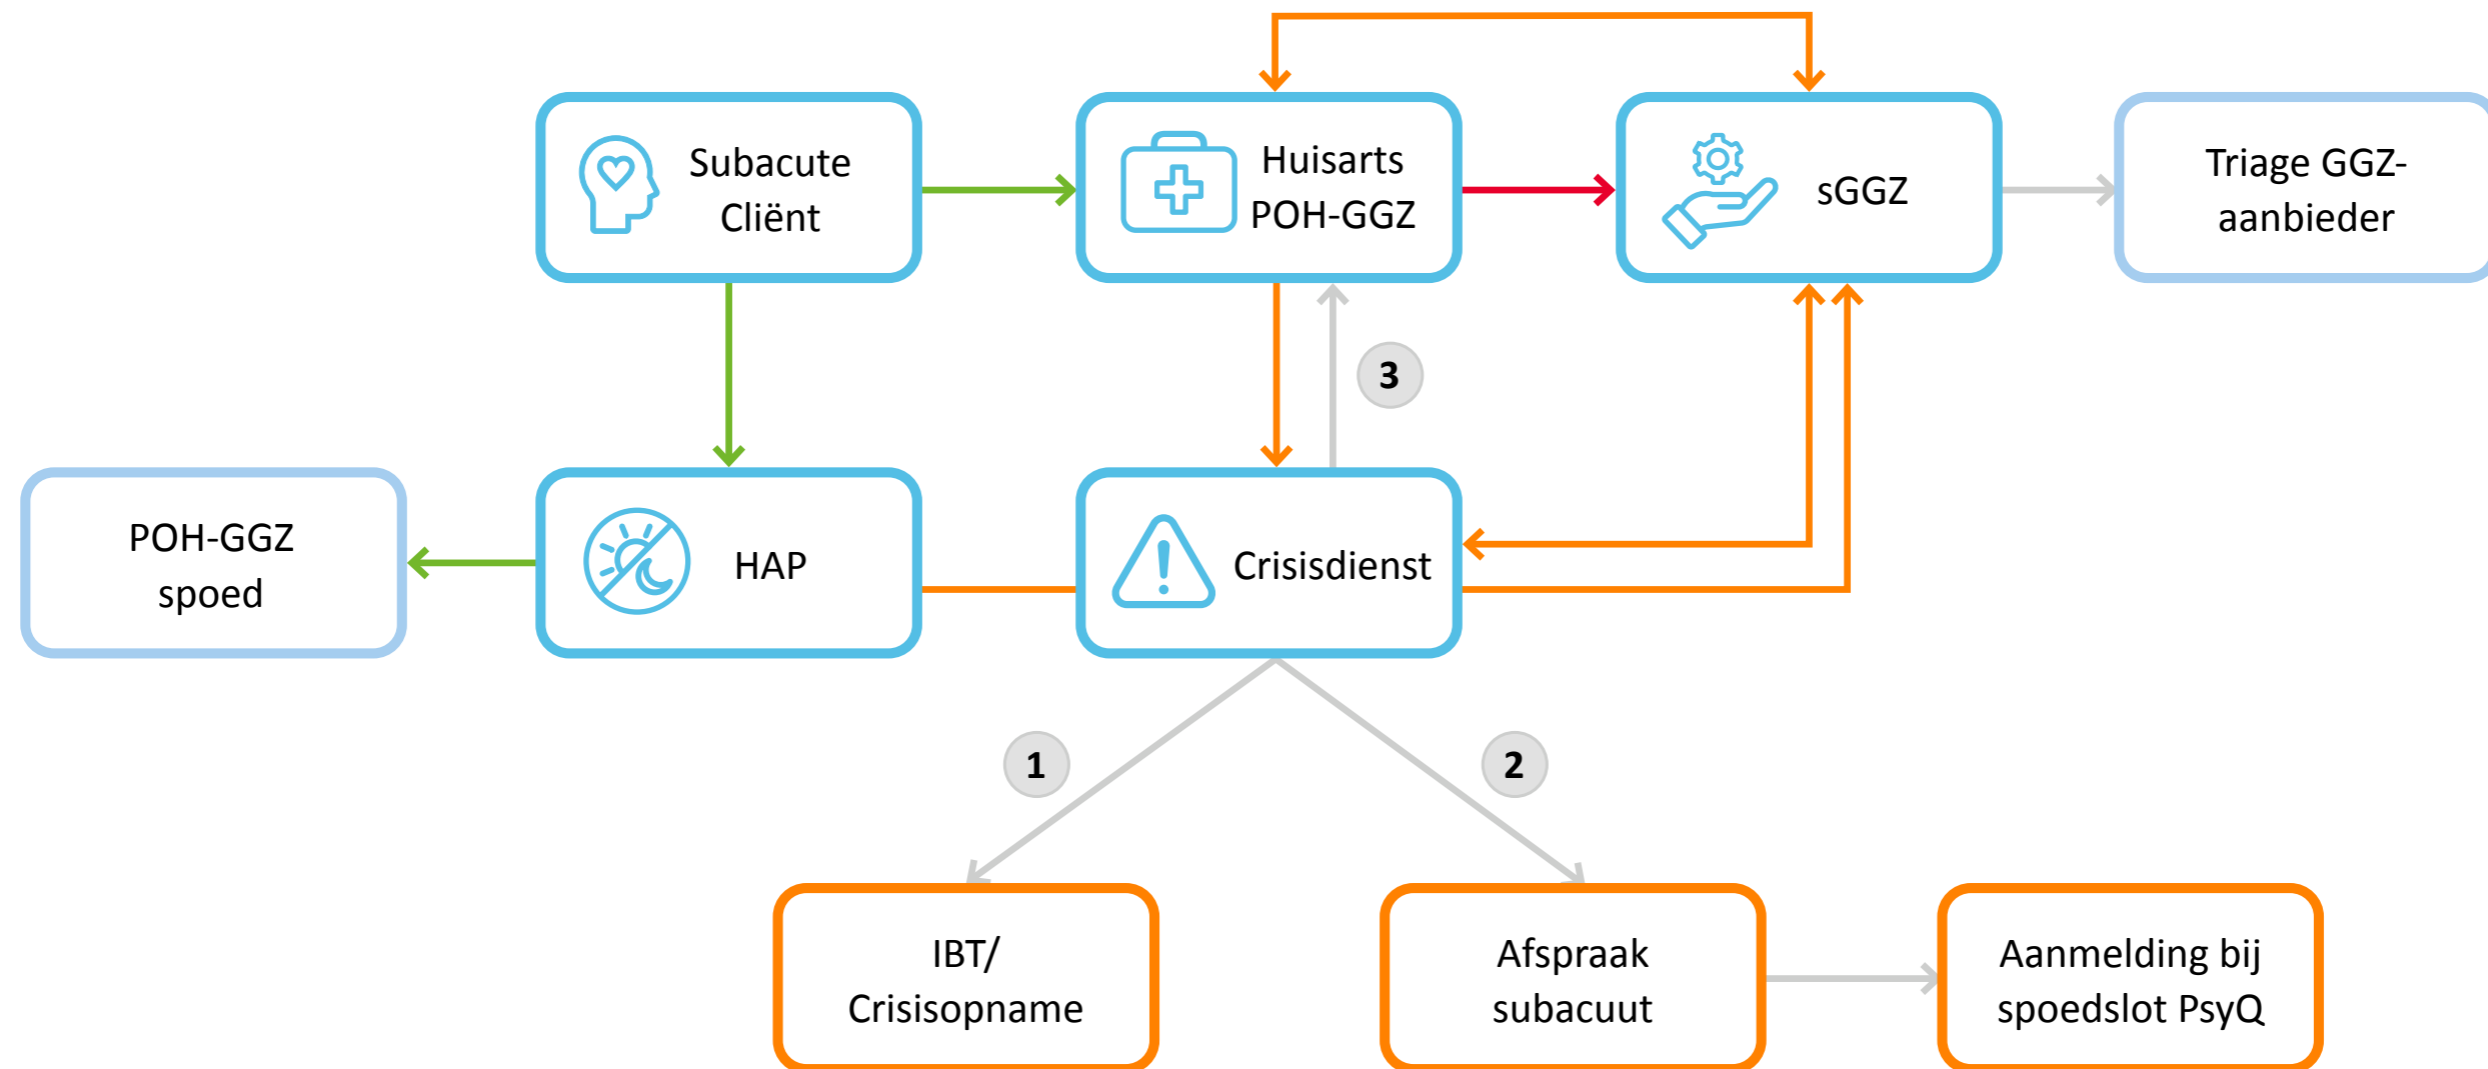 Subacute
Cliënt
Huisarts
POH-GGZ
sGGZ
Triage GGZ-
aanbieder
3
POH-GGZ
spoed
HAP
Crisisdienst
1
2
IBT/
Crisisopname
Afspraak
subacuut
Aanmelding bij
spoedslot PsyQ